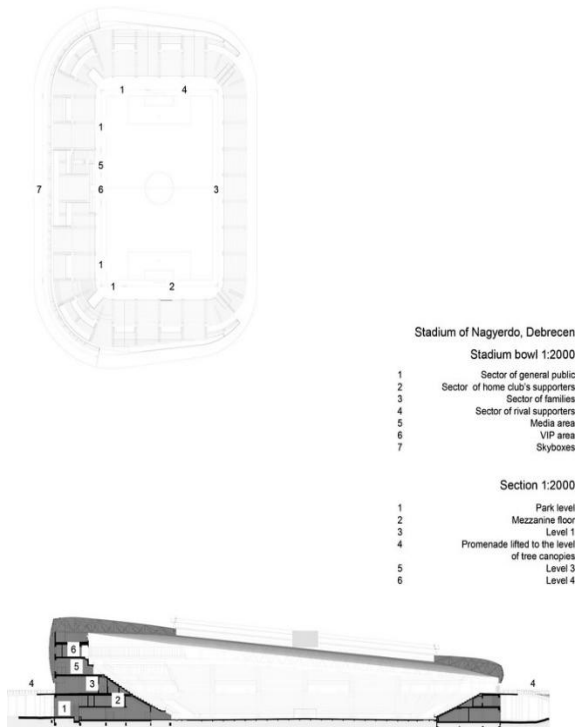 1 4
1
5
7 6 3
1
1 2
Stadium of Nagyerdo, Debrecen
Stadium bowl 1:2000
1 Sector of general public
2 Sector of home club's supporters
3 Sector of families
4 Sector of rival supporters
5 Media area
6 VIP area
7 Skyboxes
Section 1:2000
1 Park level
2 Mezzanine floor
3 Level 1
4 Promenade lifted to the level
of tree canopies
5 Level 3
6 Level 4
6
5
4 3 4
2
1